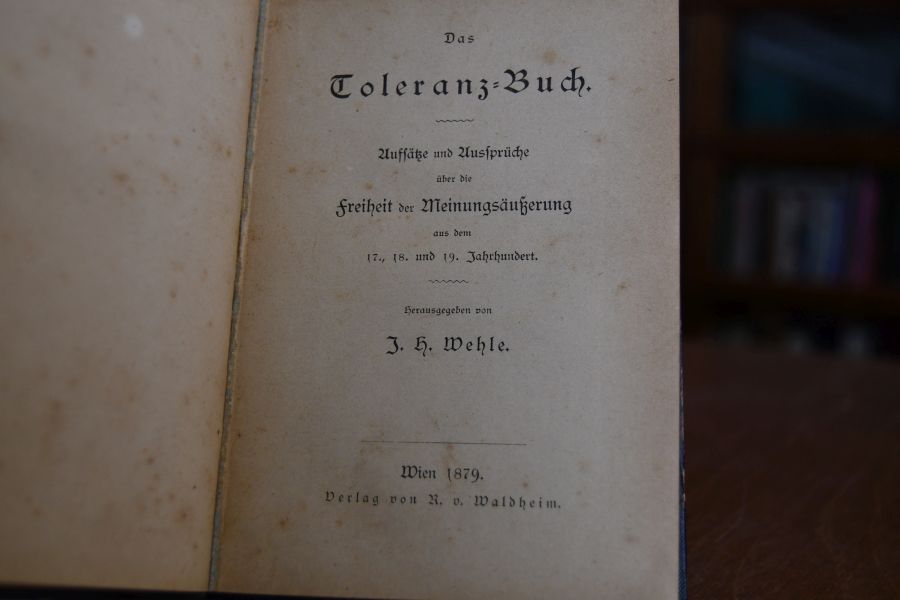 Das
Toleranz-Buch.
Aufsätze und Aussprüche
über die
Freiheit der Meinungsäußerung
aus dem
17., 18. und 19. Jahrhundert.
Herausgegeben von
J. H. Wehle.
Wien 1879.
Verlag von R. v. Waldheim.